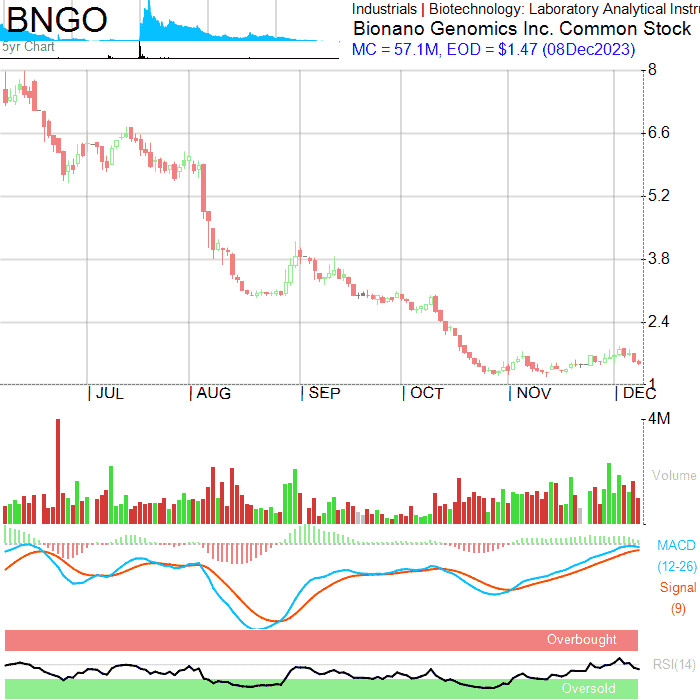 BNGO
Industrials | Biotechnology: Laboratory Analytical Instru
5yr Chart
Bionano Genomics Inc. Common Stock
MC = 57.1M, EOD = $1.47 (08Dec2023)
8
6.6
5.2
3.8
2.4
1
JUL AUG SEP OCT NOV DEC
4M
Volume
MACD
(12-26)
Signal
(9)
Overbought
RSI(14)
Oversold